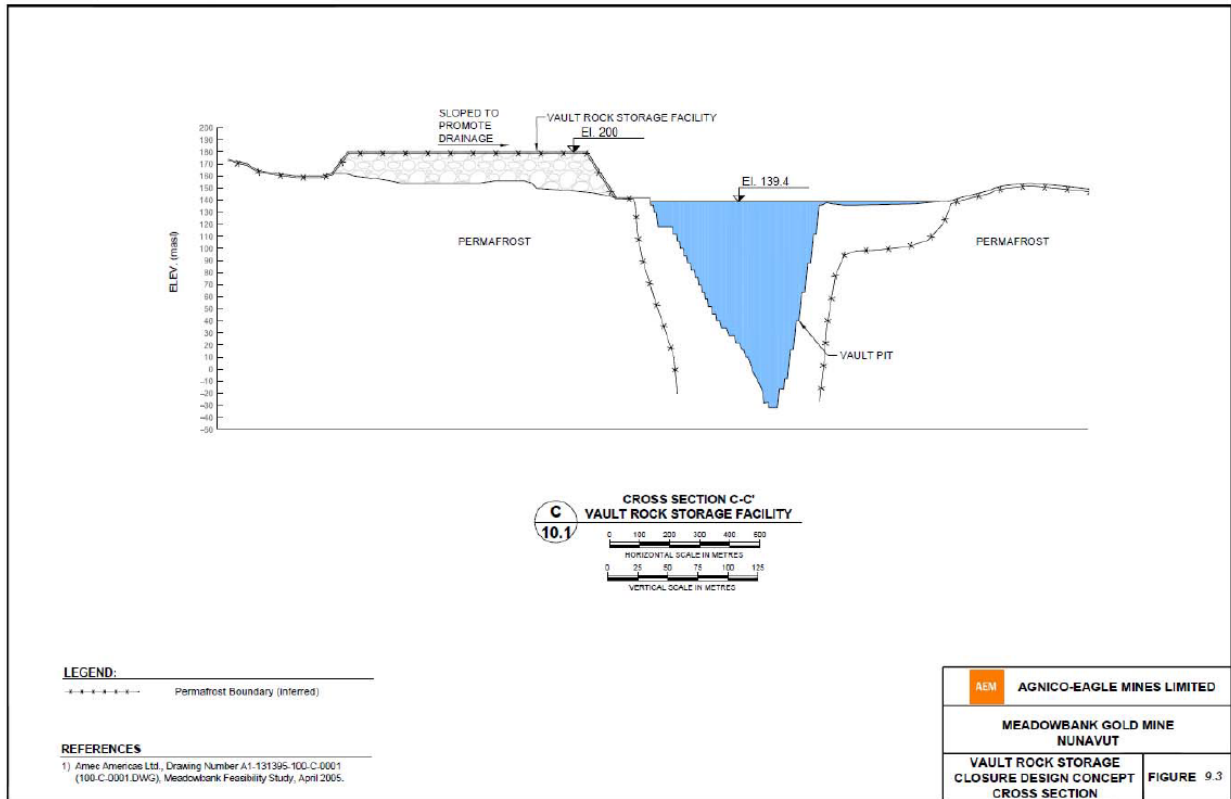 SLOPED TO
PROMOTE
DRAINAGE
VAULT ROCK STORAGE FACILITY
El. 200
El. 139.4
ELEV. (masl)
200
190
180
170
160
150
140
130
120
110
100
90
80
70
60
50
40
30
20
10
0
-10
-20
-30
-40
-50
PERMAFROST
PERMAFROST
VAULT PIT
C
10.1
CROSS SECTION C-C'
VAULT ROCK STORAGE FACILITY
0 100 200 300 400 500
HORIZONTAL SCALE IN METRES
0 25 50 75 100 125
VERTICAL SCALE IN METRES
LEGEND:
Permafrost Boundary (inferred)
REFERENCES
1) Amec Americas Ltd., Drawing Number A1-131395-100-C-0001
(100-C-0001.DWG), Meadowbank Feasibility Study, April 2005.
AEM AGNICO-EAGLE MINES LIMITED
MEADOWBANK GOLD MINE
NUNAVUT
VAULT ROCK STORAGE
CLOSURE DESIGN CONCEPT
CROSS SECTION
FIGURE 9.3